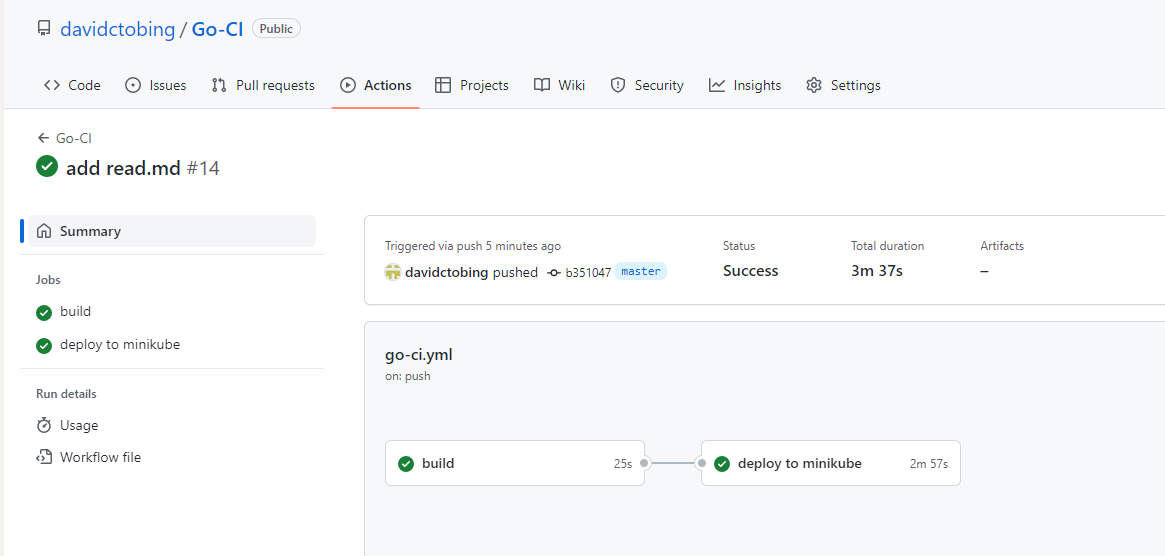 davidctobing / Go-CI Public
Code Issues Pull requests Actions Projects Wiki Security Insights Settings
Go-CI
add read.md #14
Summary
Jobs
build
deploy to minikube
Run details
Usage
Workflow file
Triggered via push 5 minutes ago
davidctobing pushed b351047 master
Status
Success
Total duration
3m 37s
Artifacts
–
go-ci.yml
on: push
build 25s
deploy to minikube 2m 57s